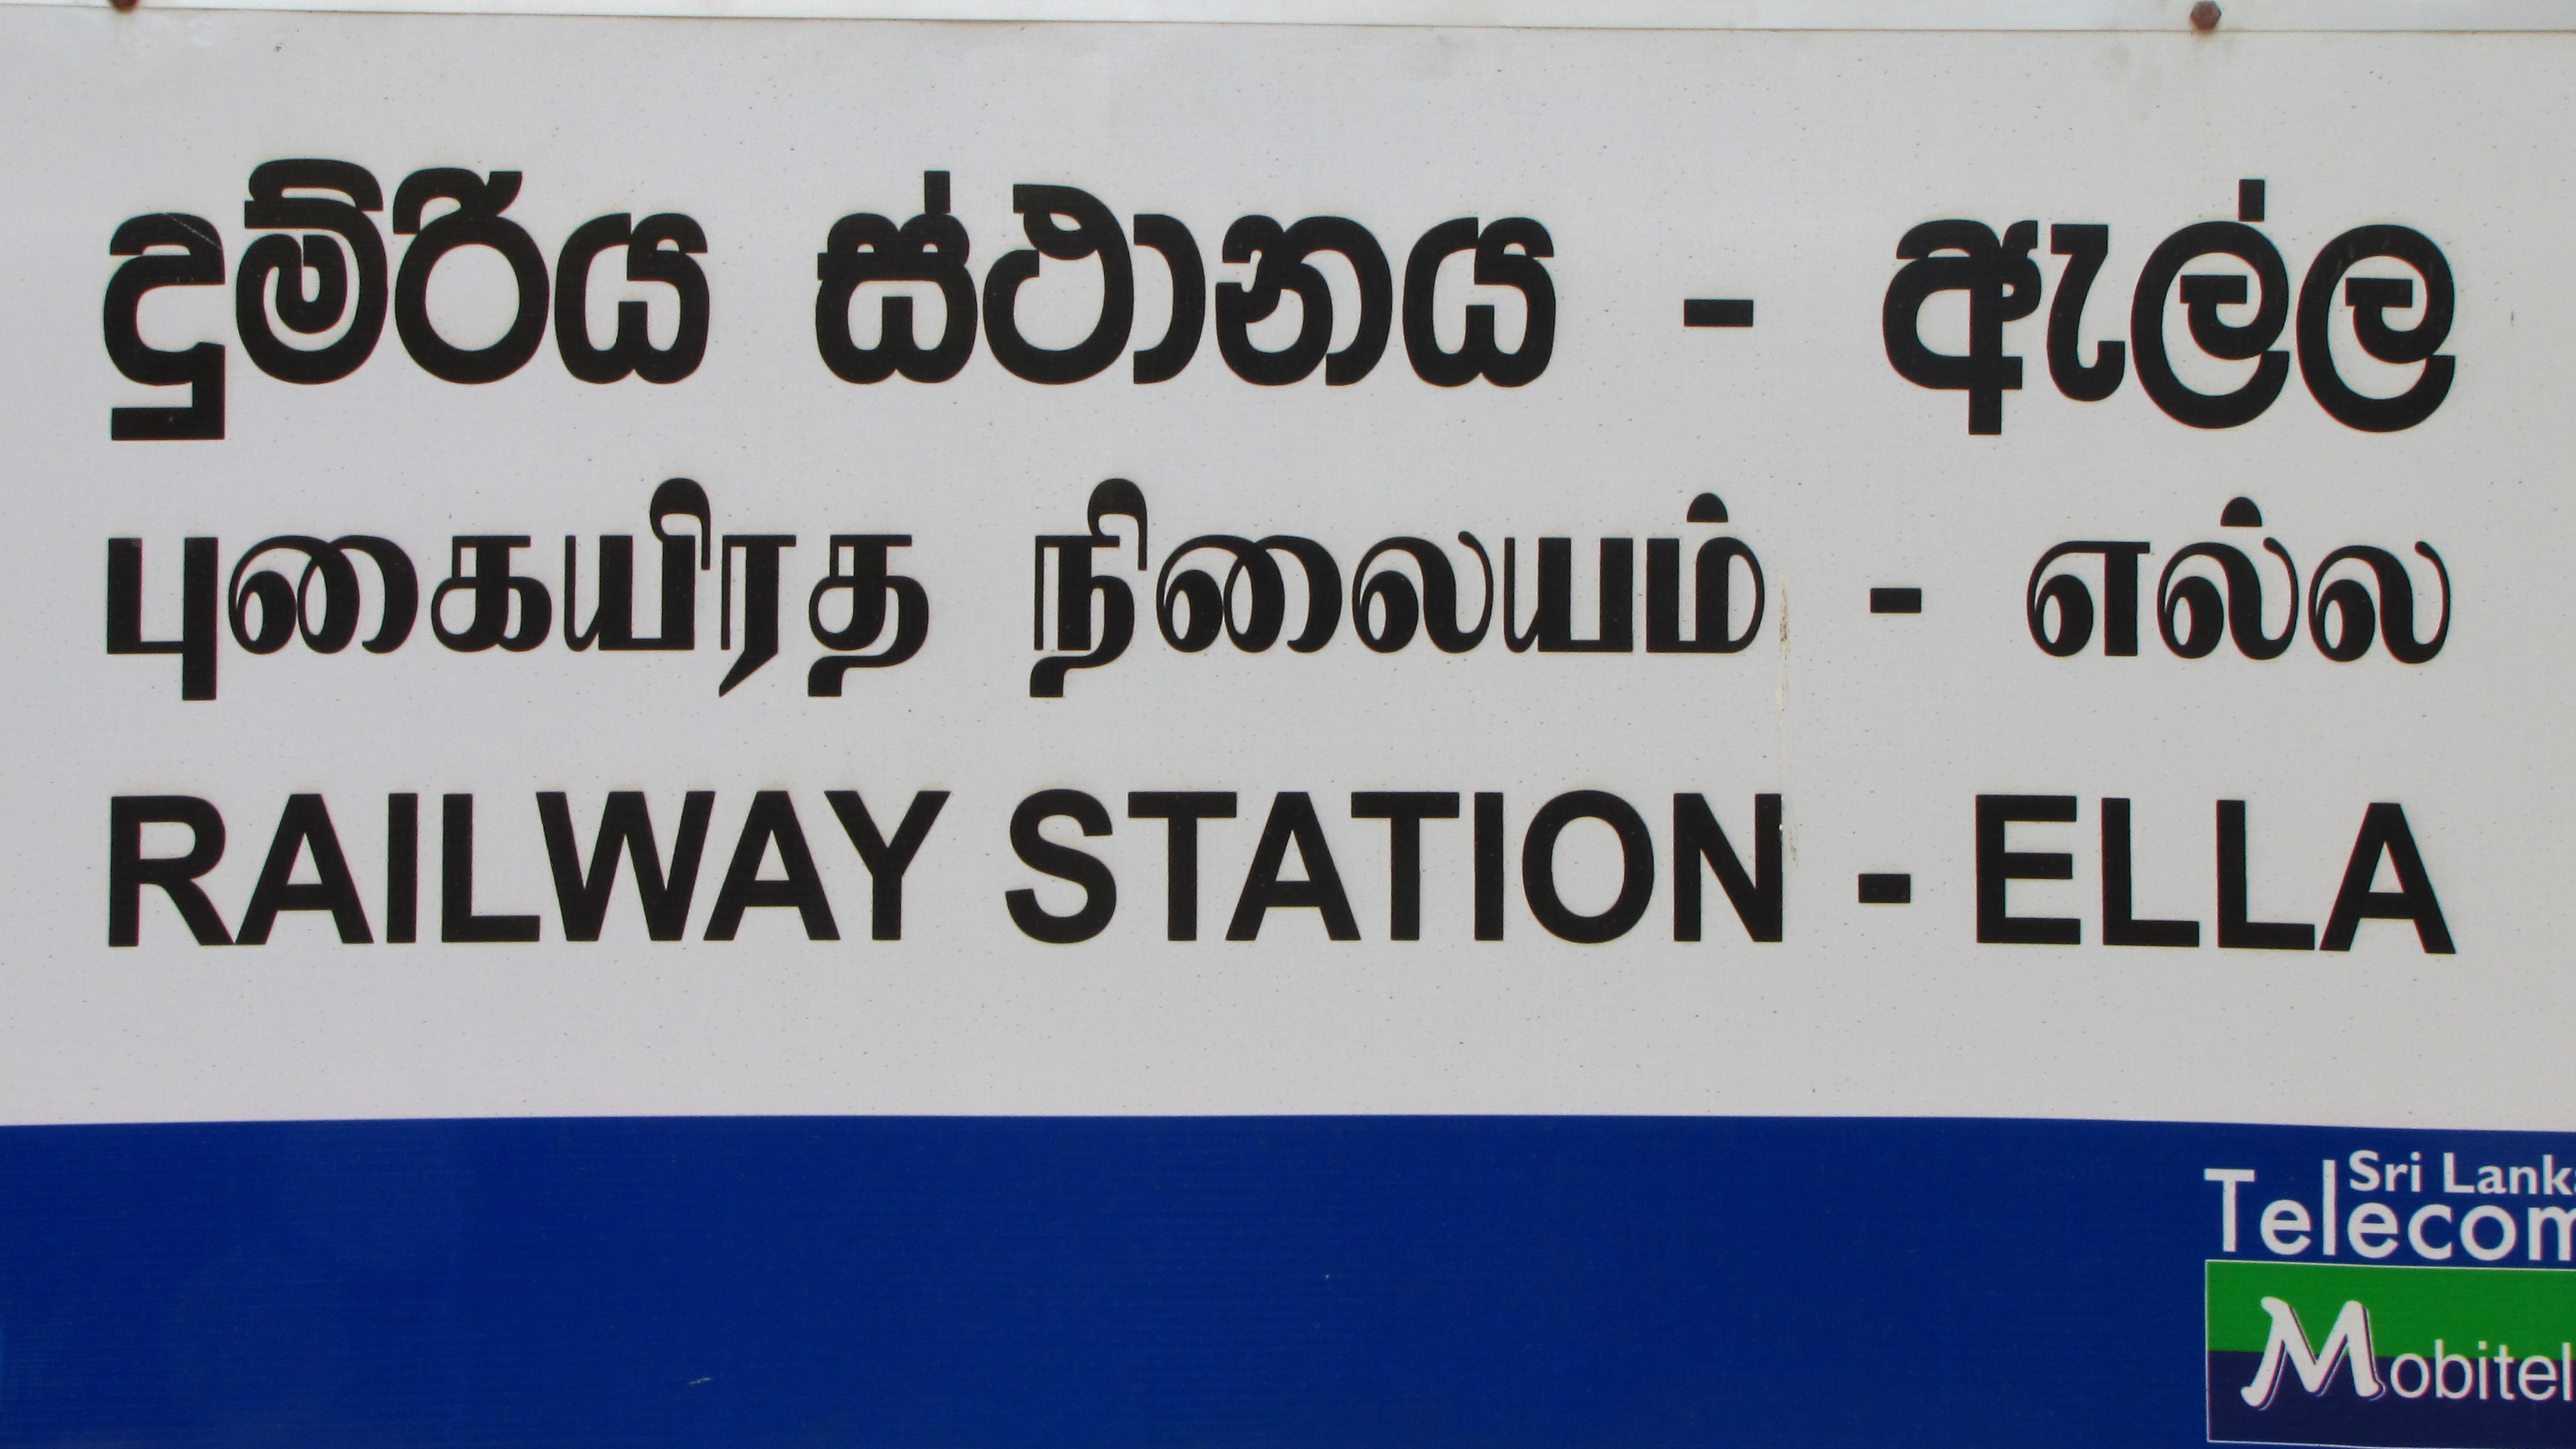 දුම්රිය ස්ථානය - ඇල්ල
புகையிரத நிலையம் - எல்ல
RAILWAY STATION - ELLA
Sri Lanka
Telecom
Mobitel